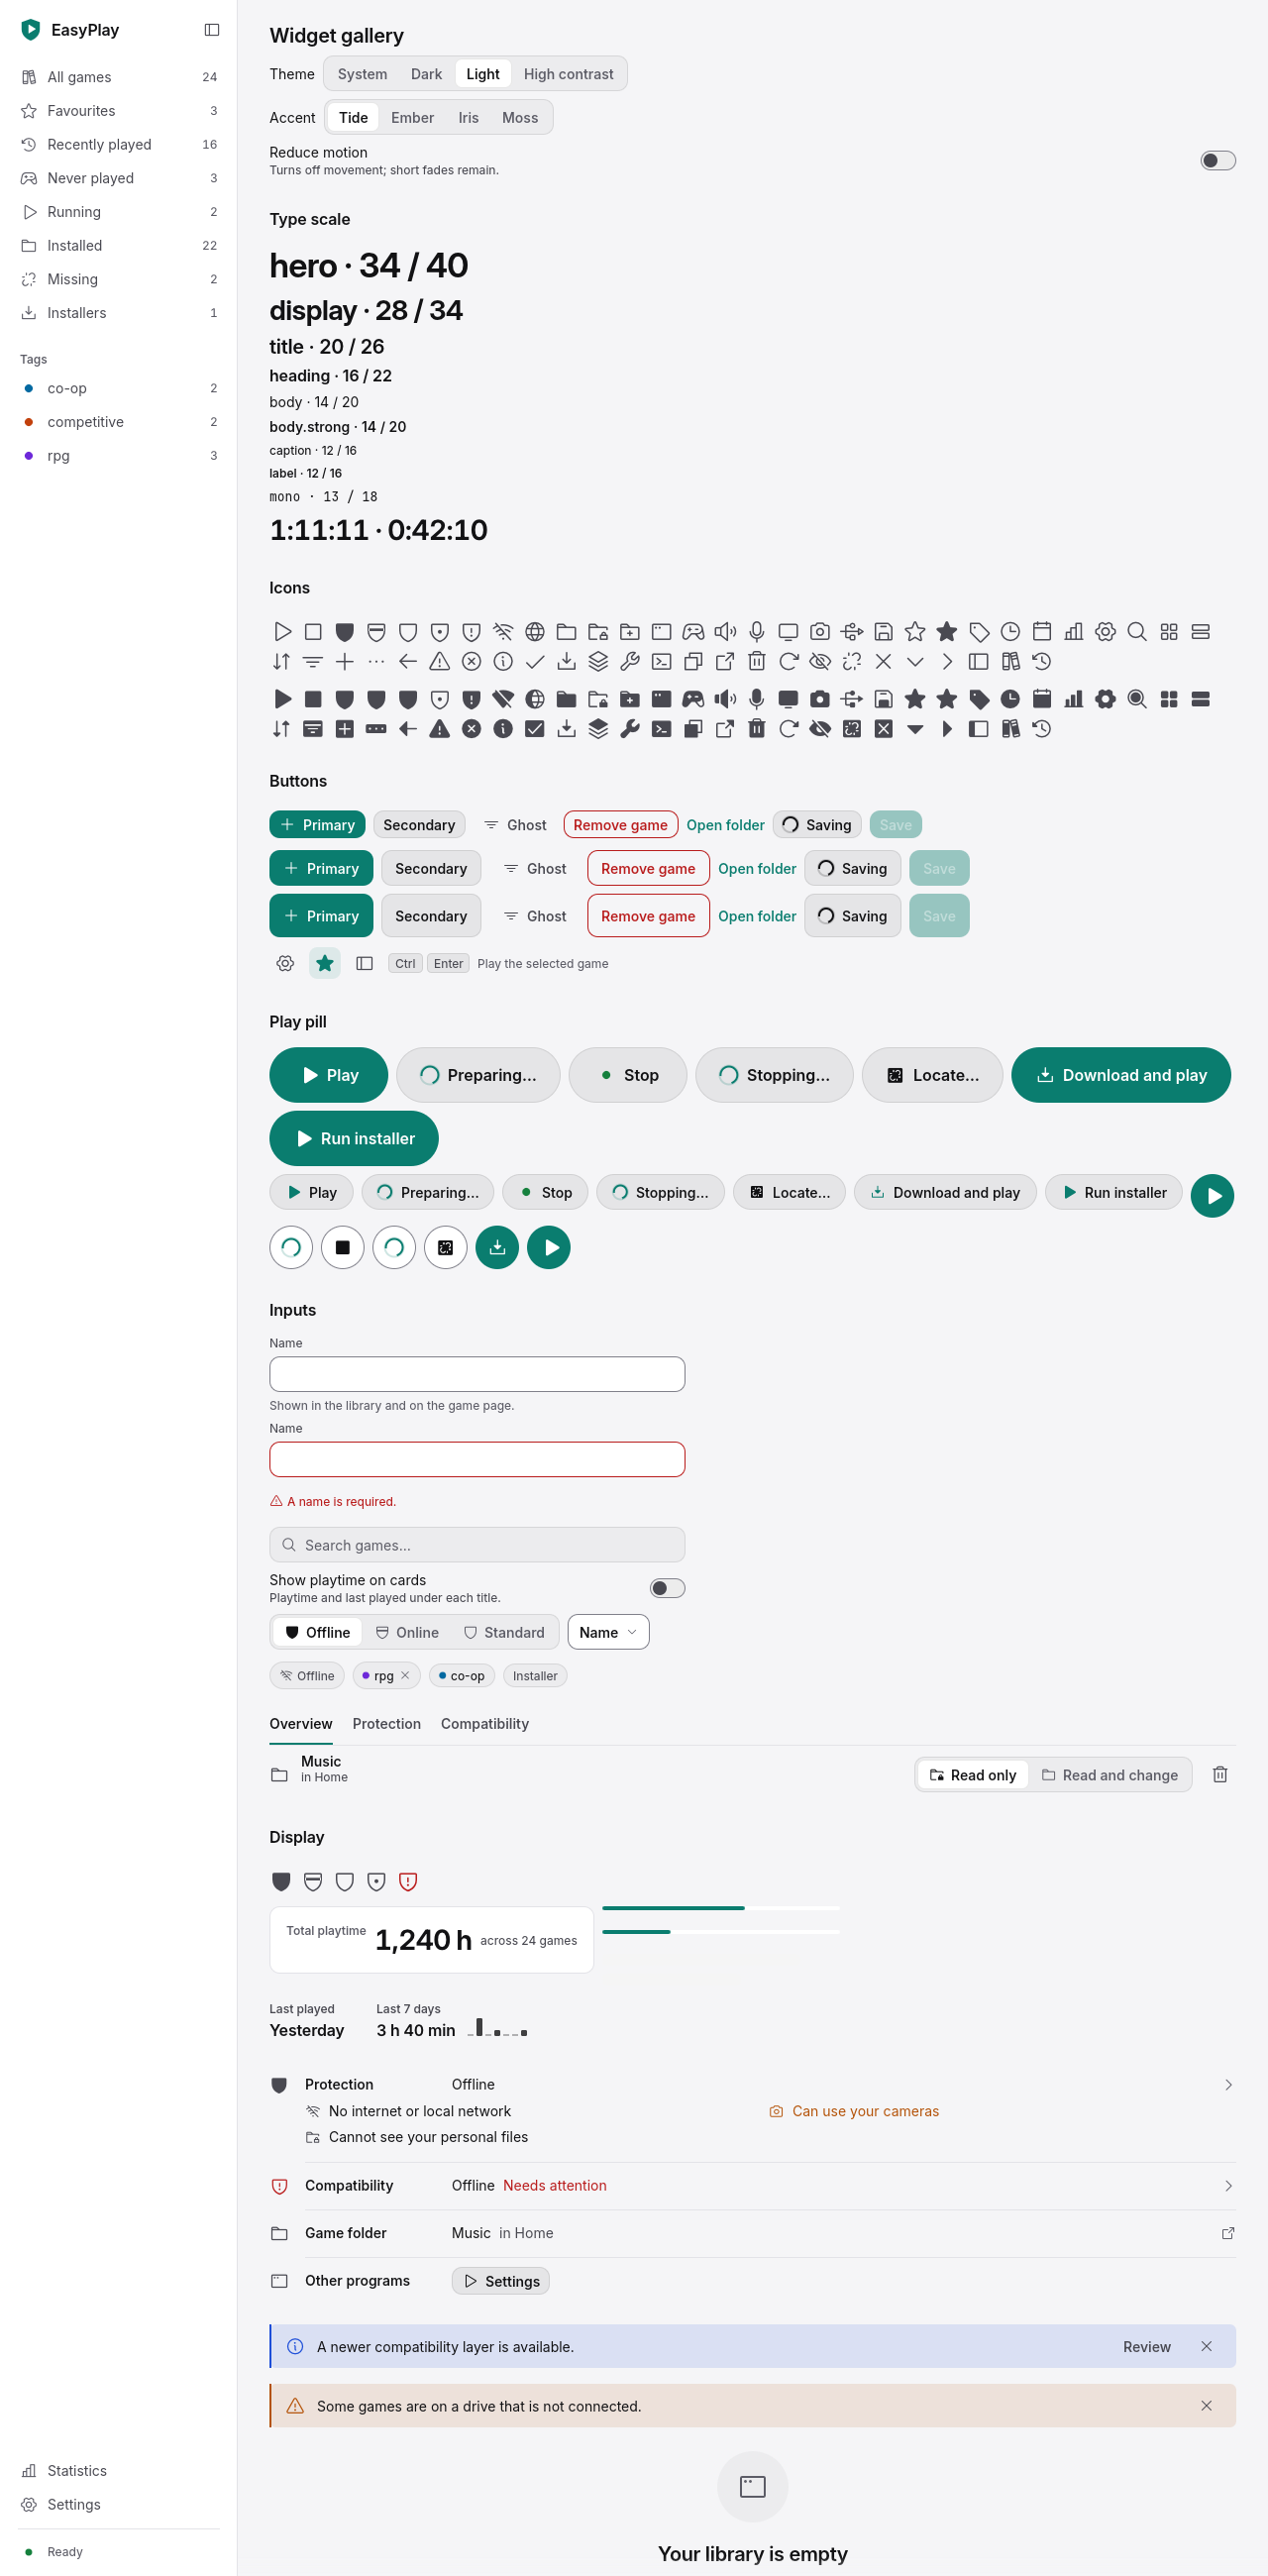 EasyPlay
All games 24
Favourites 3
Recently played 16
Never played 3
Running 2
Installed 22
Missing 2
Installers 1
Tags
co-op 2
competitive 2
rpg 3
Statistics
Settings
Ready
Widget gallery
Theme System Dark Light High contrast
Accent Tide Ember Iris Moss
Reduce motion
Turns off movement; short fades remain.
Type scale
hero · 34 / 40
display · 28 / 34
title · 20 / 26
heading · 16 / 22
body · 14 / 20
body.strong · 14 / 20
caption · 12 / 16
label · 12 / 16
mono · 13 / 18
1:11:11 · 0:42:10
Icons
Buttons
Primary Secondary Ghost Remove game Open folder Saving Save
Primary Secondary Ghost Remove game Open folder Saving Save
Primary Secondary Ghost Remove game Open folder Saving Save
Ctrl Enter Play the selected game
Play pill
Play Preparing... Stop Stopping... Locate... Download and play
Run installer
Play Preparing... Stop Stopping... Locate... Download and play Run installer
Inputs
Name
Shown in the library and on the game page.
Name
A name is required.
Search games...
Show playtime on cards
Playtime and last played under each title.
Offline Online Standard Name
Offline rpg co-op Installer
Overview Protection Compatibility
Music
in Home
Read only Read and change
Display
Total playtime 1,240 h across 24 games
Last played Last 7 days
Yesterday 3 h 40 min
Protection Offline
No internet or local network Can use your cameras
Cannot see your personal files
Compatibility Offline Needs attention
Game folder Music in Home
Other programs Settings
A newer compatibility layer is available. Review
Some games are on a drive that is not connected.
Your library is empty